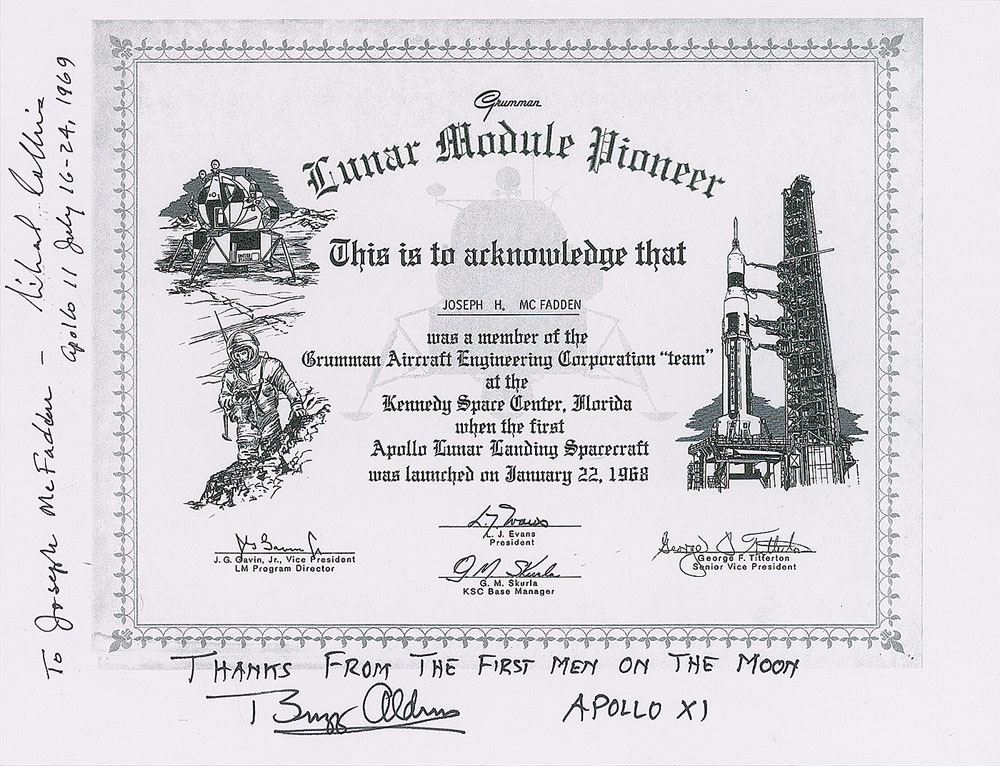 Grumman
Lunar Module Pioneer
This is to acknowledge that
JOSEPH H. MC FADDEN
was a member of the
Grumman Aircraft Engineering Corporation "team"
at the
Kennedy Space Center, Florida
when the first
Apollo Lunar Landing Spacecraft
was launched on January 22, 1968
L. J. Evans
President
J. G. Gavin, Jr., Vice President
LM Program Director
G M Skurla
G. M. Skurla
KSC Base Manager
George F. Titterton
George F. Titterton
Senior Vice President
To Joseph McFadden – Michael Collins
Apollo 11 July 16-24, 1969
THANKS FROM THE FIRST MEN ON THE MOON
Buzz Aldrin APOLLO XI